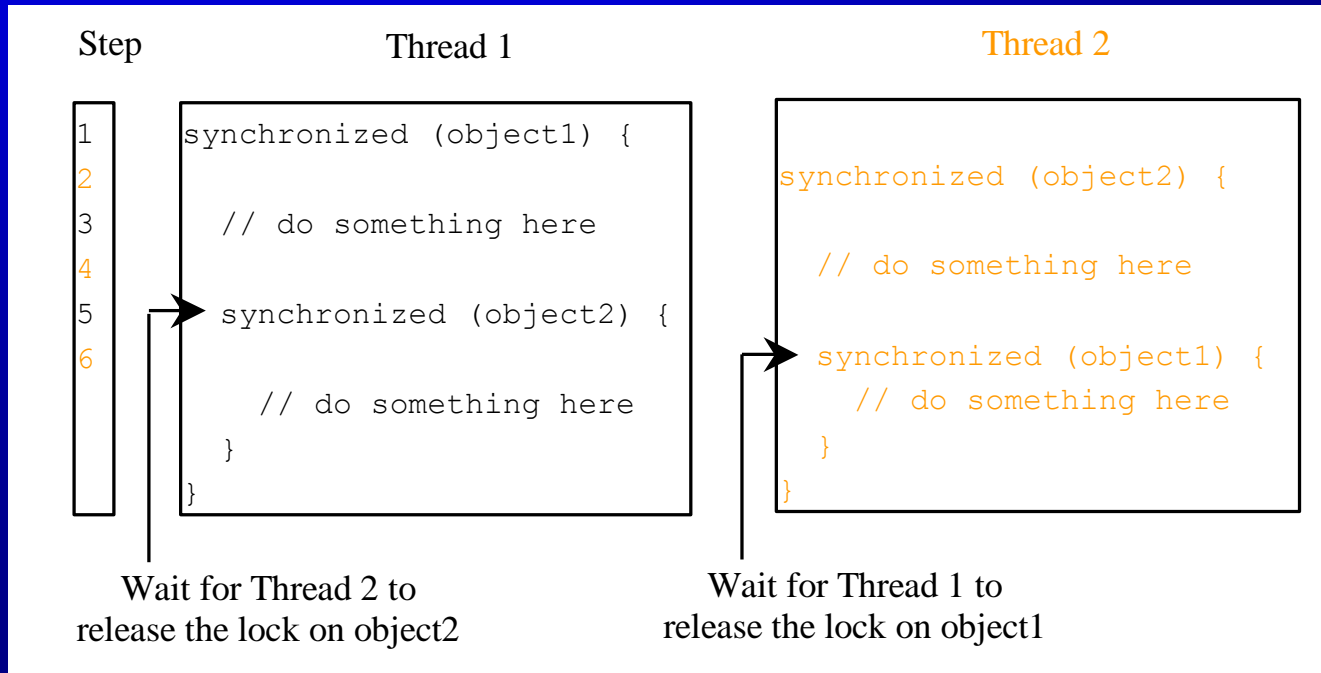 Step
Thread 1
Thread 2
1
2
3
4
5
6
synchronized (object1) {
// do something here
synchronized (object2) {
// do something here
}
}
synchronized (object2) {
// do something here
synchronized (object1) {
// do something here
}
}
Wait for Thread 2 to
release the lock on object2
Wait for Thread 1 to
release the lock on object1